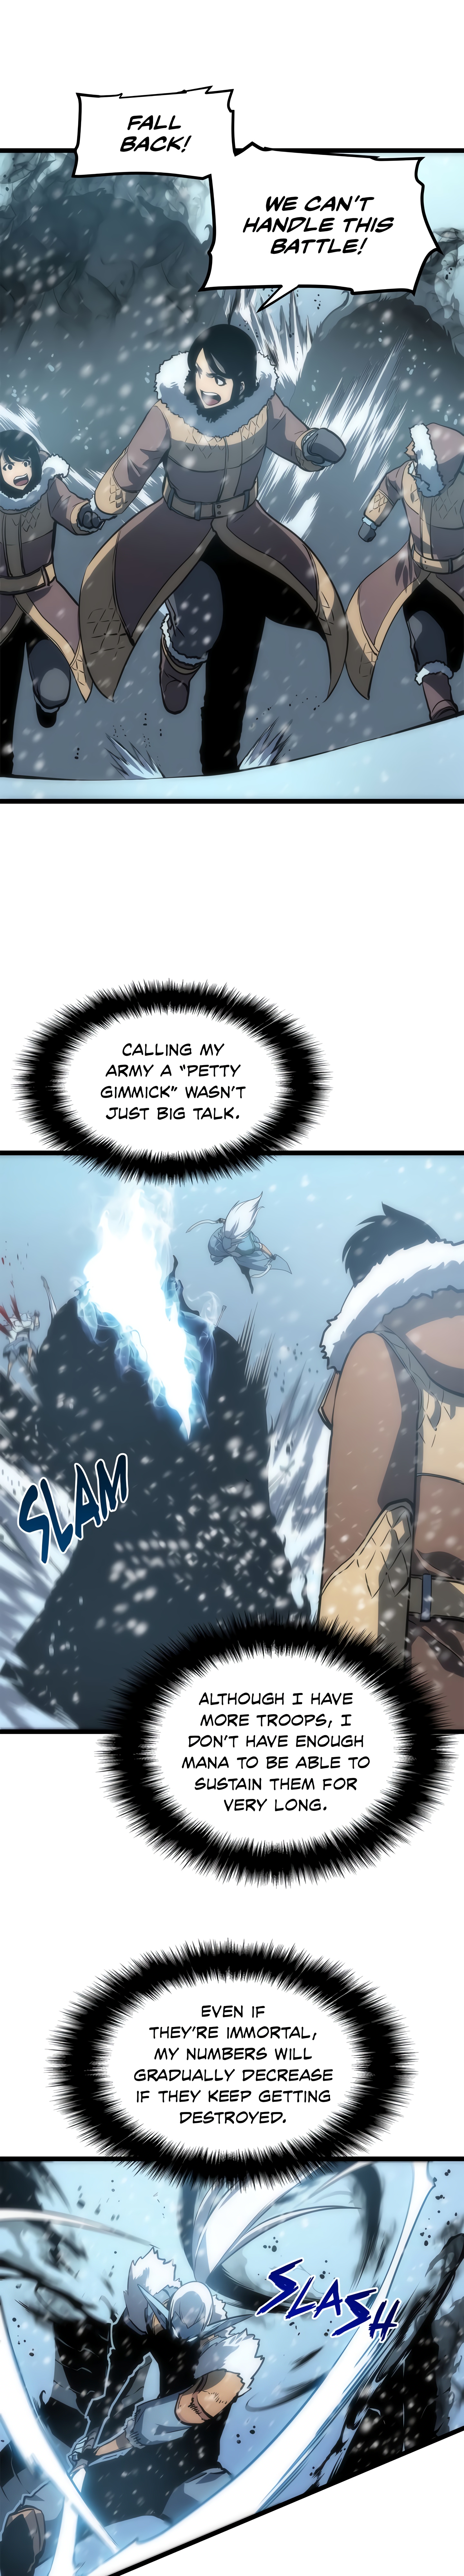 FALL
BACK!
WE CAN'T
HANDLE THIS
BATTLE!
CALLING MY
ARMY A "PETTY
GIMMICK" WASN'T
JUST BIG TALK.
SLAM
ALTHOUGH I HAVE
MORE TROOPS, I
DON'T HAVE ENOUGH
MANA TO BE ABLE TO
SUSTAIN THEM FOR
VERY LONG.
EVEN IF
THEY'RE IMMORTAL,
MY NUMBERS WILL
GRADUALLY DECREASE
IF THEY KEEP GETTING
DESTROYED.
SLASH